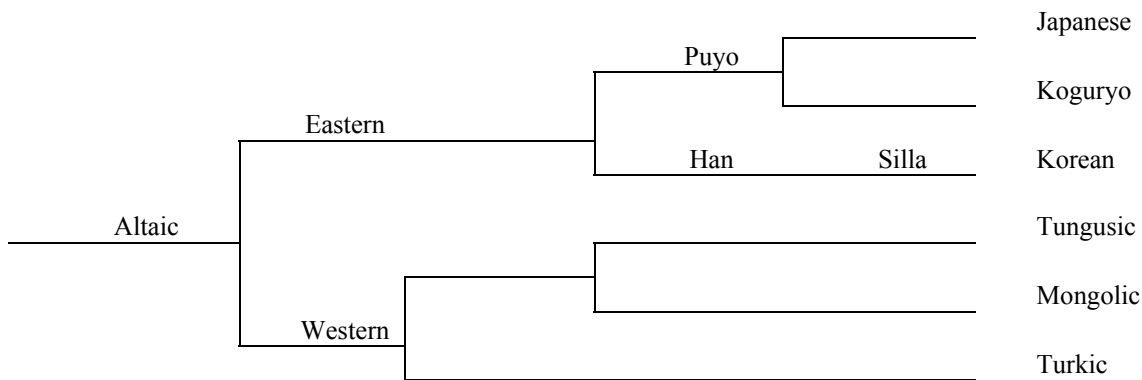 Japanese
Puyo
Koguryo
Eastern
Han Silla Korean
Altaic Tungusic
Mongolic
Western
Turkic